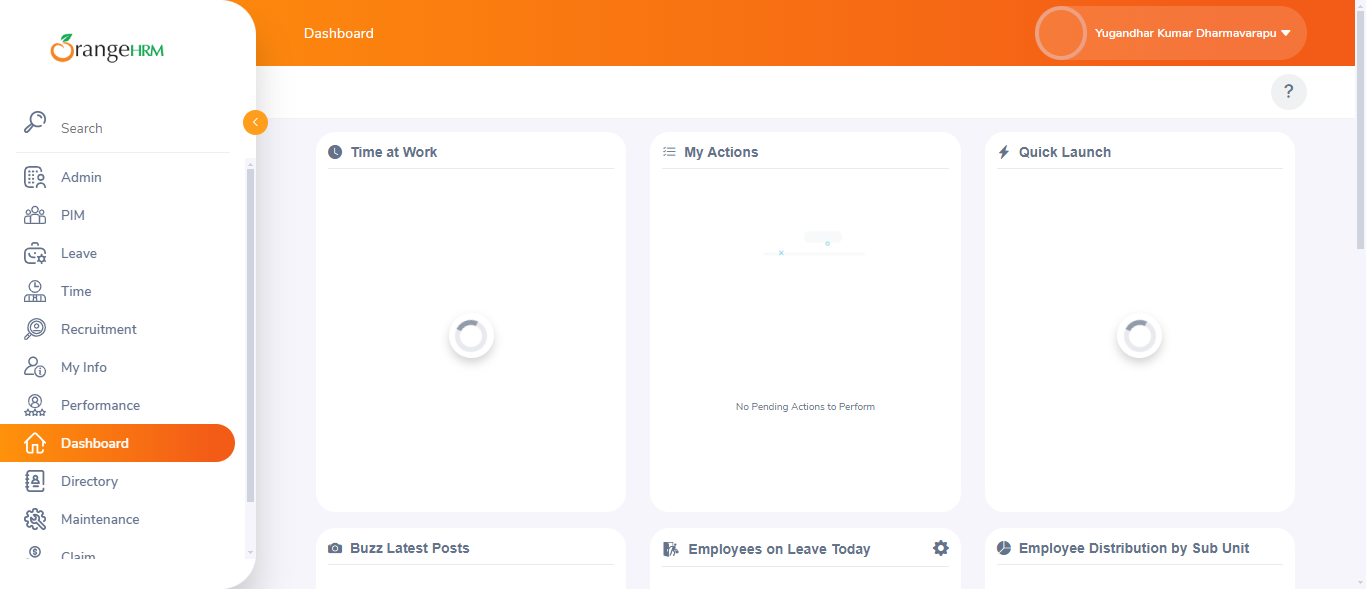 OrangeHRM
Dashboard
Yugandhar Kumar Dharmavarapu
?
Search
Admin
PIM
Leave
Time
Recruitment
My Info
Performance
Dashboard
Directory
Maintenance
Claim
Time at Work
My Actions
No Pending Actions to Perform
Quick Launch
Buzz Latest Posts
Employees on Leave Today
Employee Distribution by Sub Unit